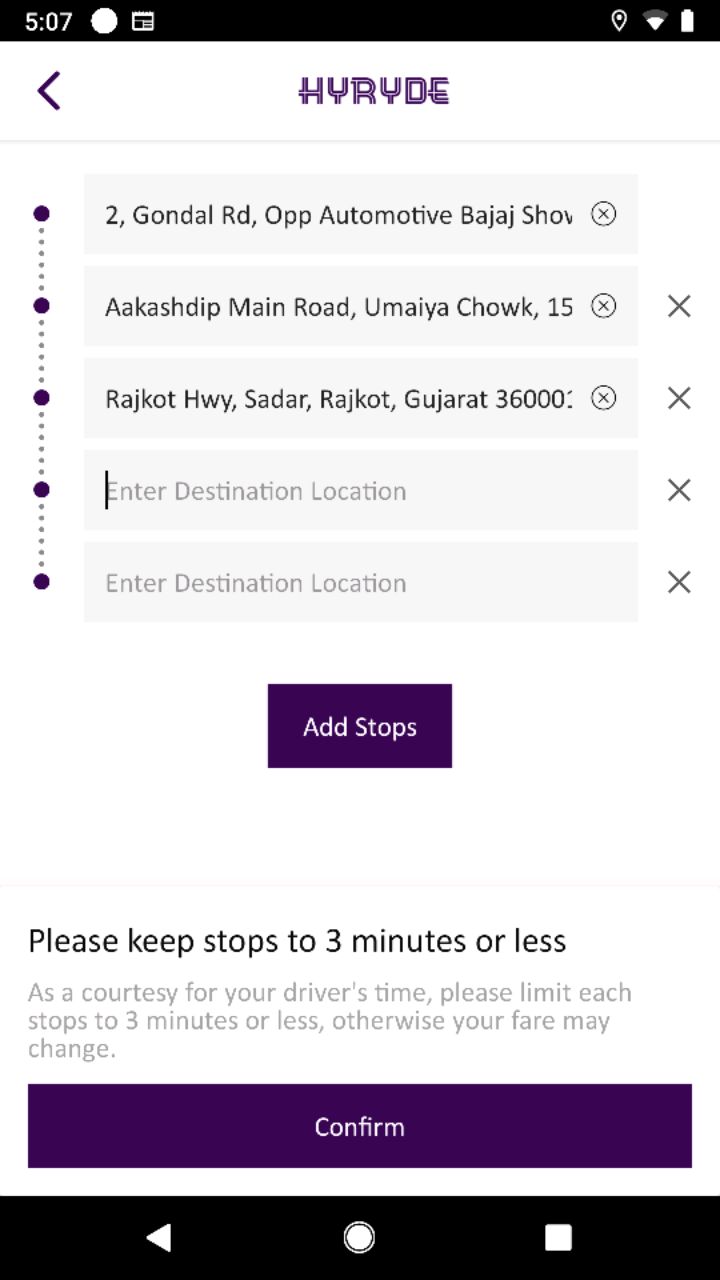 5:07
HYRYDE
2, Gondal Rd, Opp Automotive Bajaj
Aakashdip Main Road, Umaiya Chowk, 15
Rajkot Hwy, Sadar, Rajkot, Gujarat 360001
Enter Destination Location
Enter Destination Location
Add Stops
Please keep stops to 3 minutes or less
As a courtesy for your driver's time, please limit each
stops to 3 minutes or less, otherwise your fare may
change.
Confirm